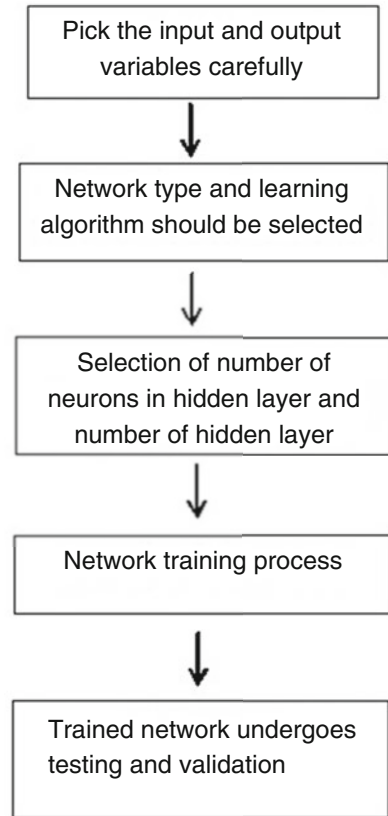 Pick the input and output
variables carefully
Network type and learning
algorithm should be selected
Selection of number of
neurons in hidden layer and
number of hidden layer
Network training process
Trained network undergoes
testing and validation